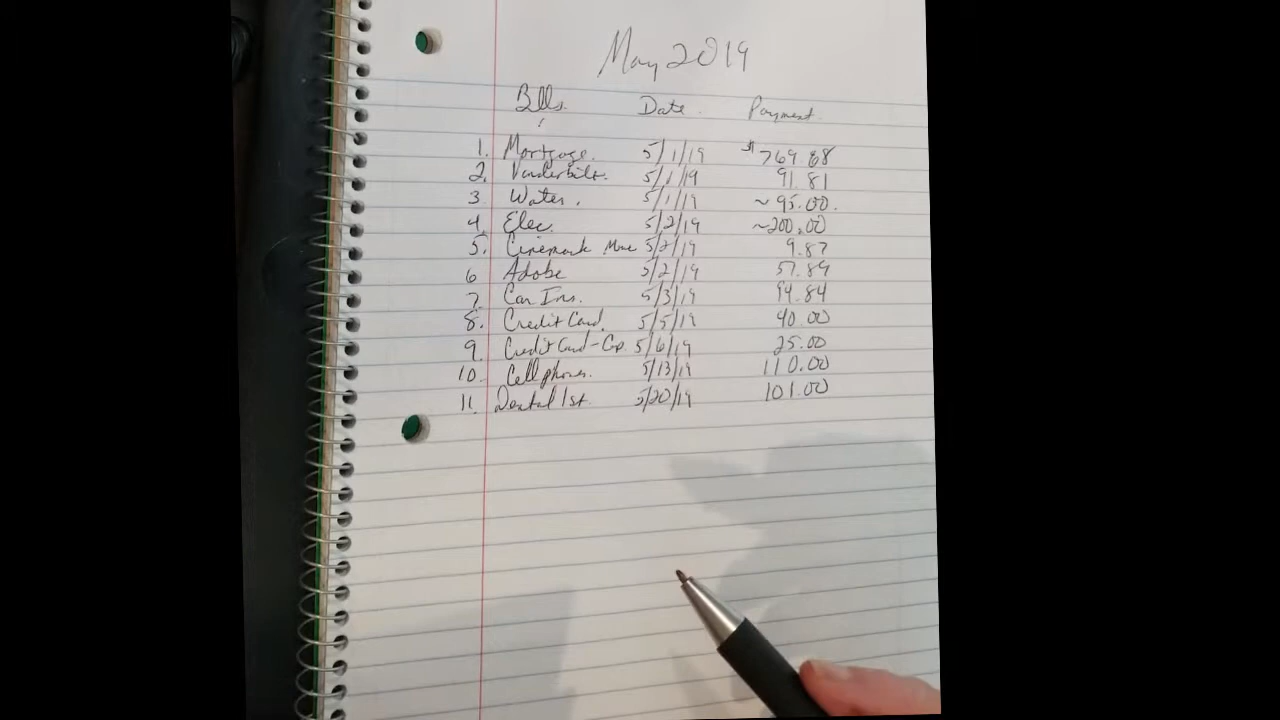 May 2019
Bills. Date. Payment.
1. Mortgage. 5/1/19 $769.68
2. Vanderbilt. 5/1/19 91.81
3 Water. 5/1/19 ~95.00.
4. Elec. 5/2/19 ~200.00
5. Cinemark 5/2/19 9.87
6 Adobe 5/2/19 57.89
7. Car Ins. 5/3/19 94.84
8. Credit Card. 5/5/19 40.00
9. Credit Card-Cap. 5/6/19 25.00
10. Cell phones. 5/13/19 110.00
11. Dental 1st. 5/20/19 101.00